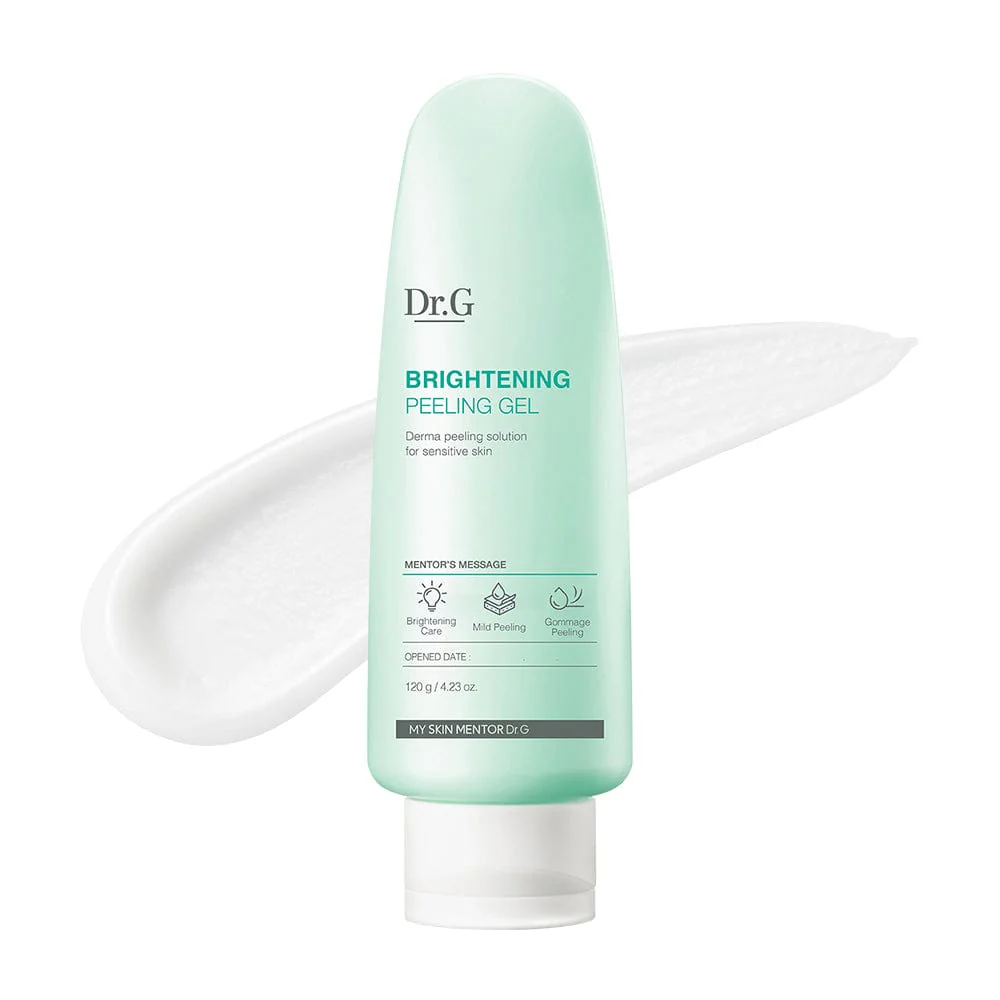 Dr.G
BRIGHTENING
PEELING GEL
Derma peeling solution
for sensitive skin
MENTOR'S MESSAGE
Brightening
Care
Mild Peeling
Gommage
Peeling
OPENED DATE :      .      .
120 g / 4.23 oz.
MY SKIN MENTOR Dr G